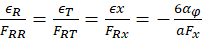 ϵ_R / F_RR = ϵ_T / F_RT = ϵx / F_Rx = − 6α_φ / aF_x